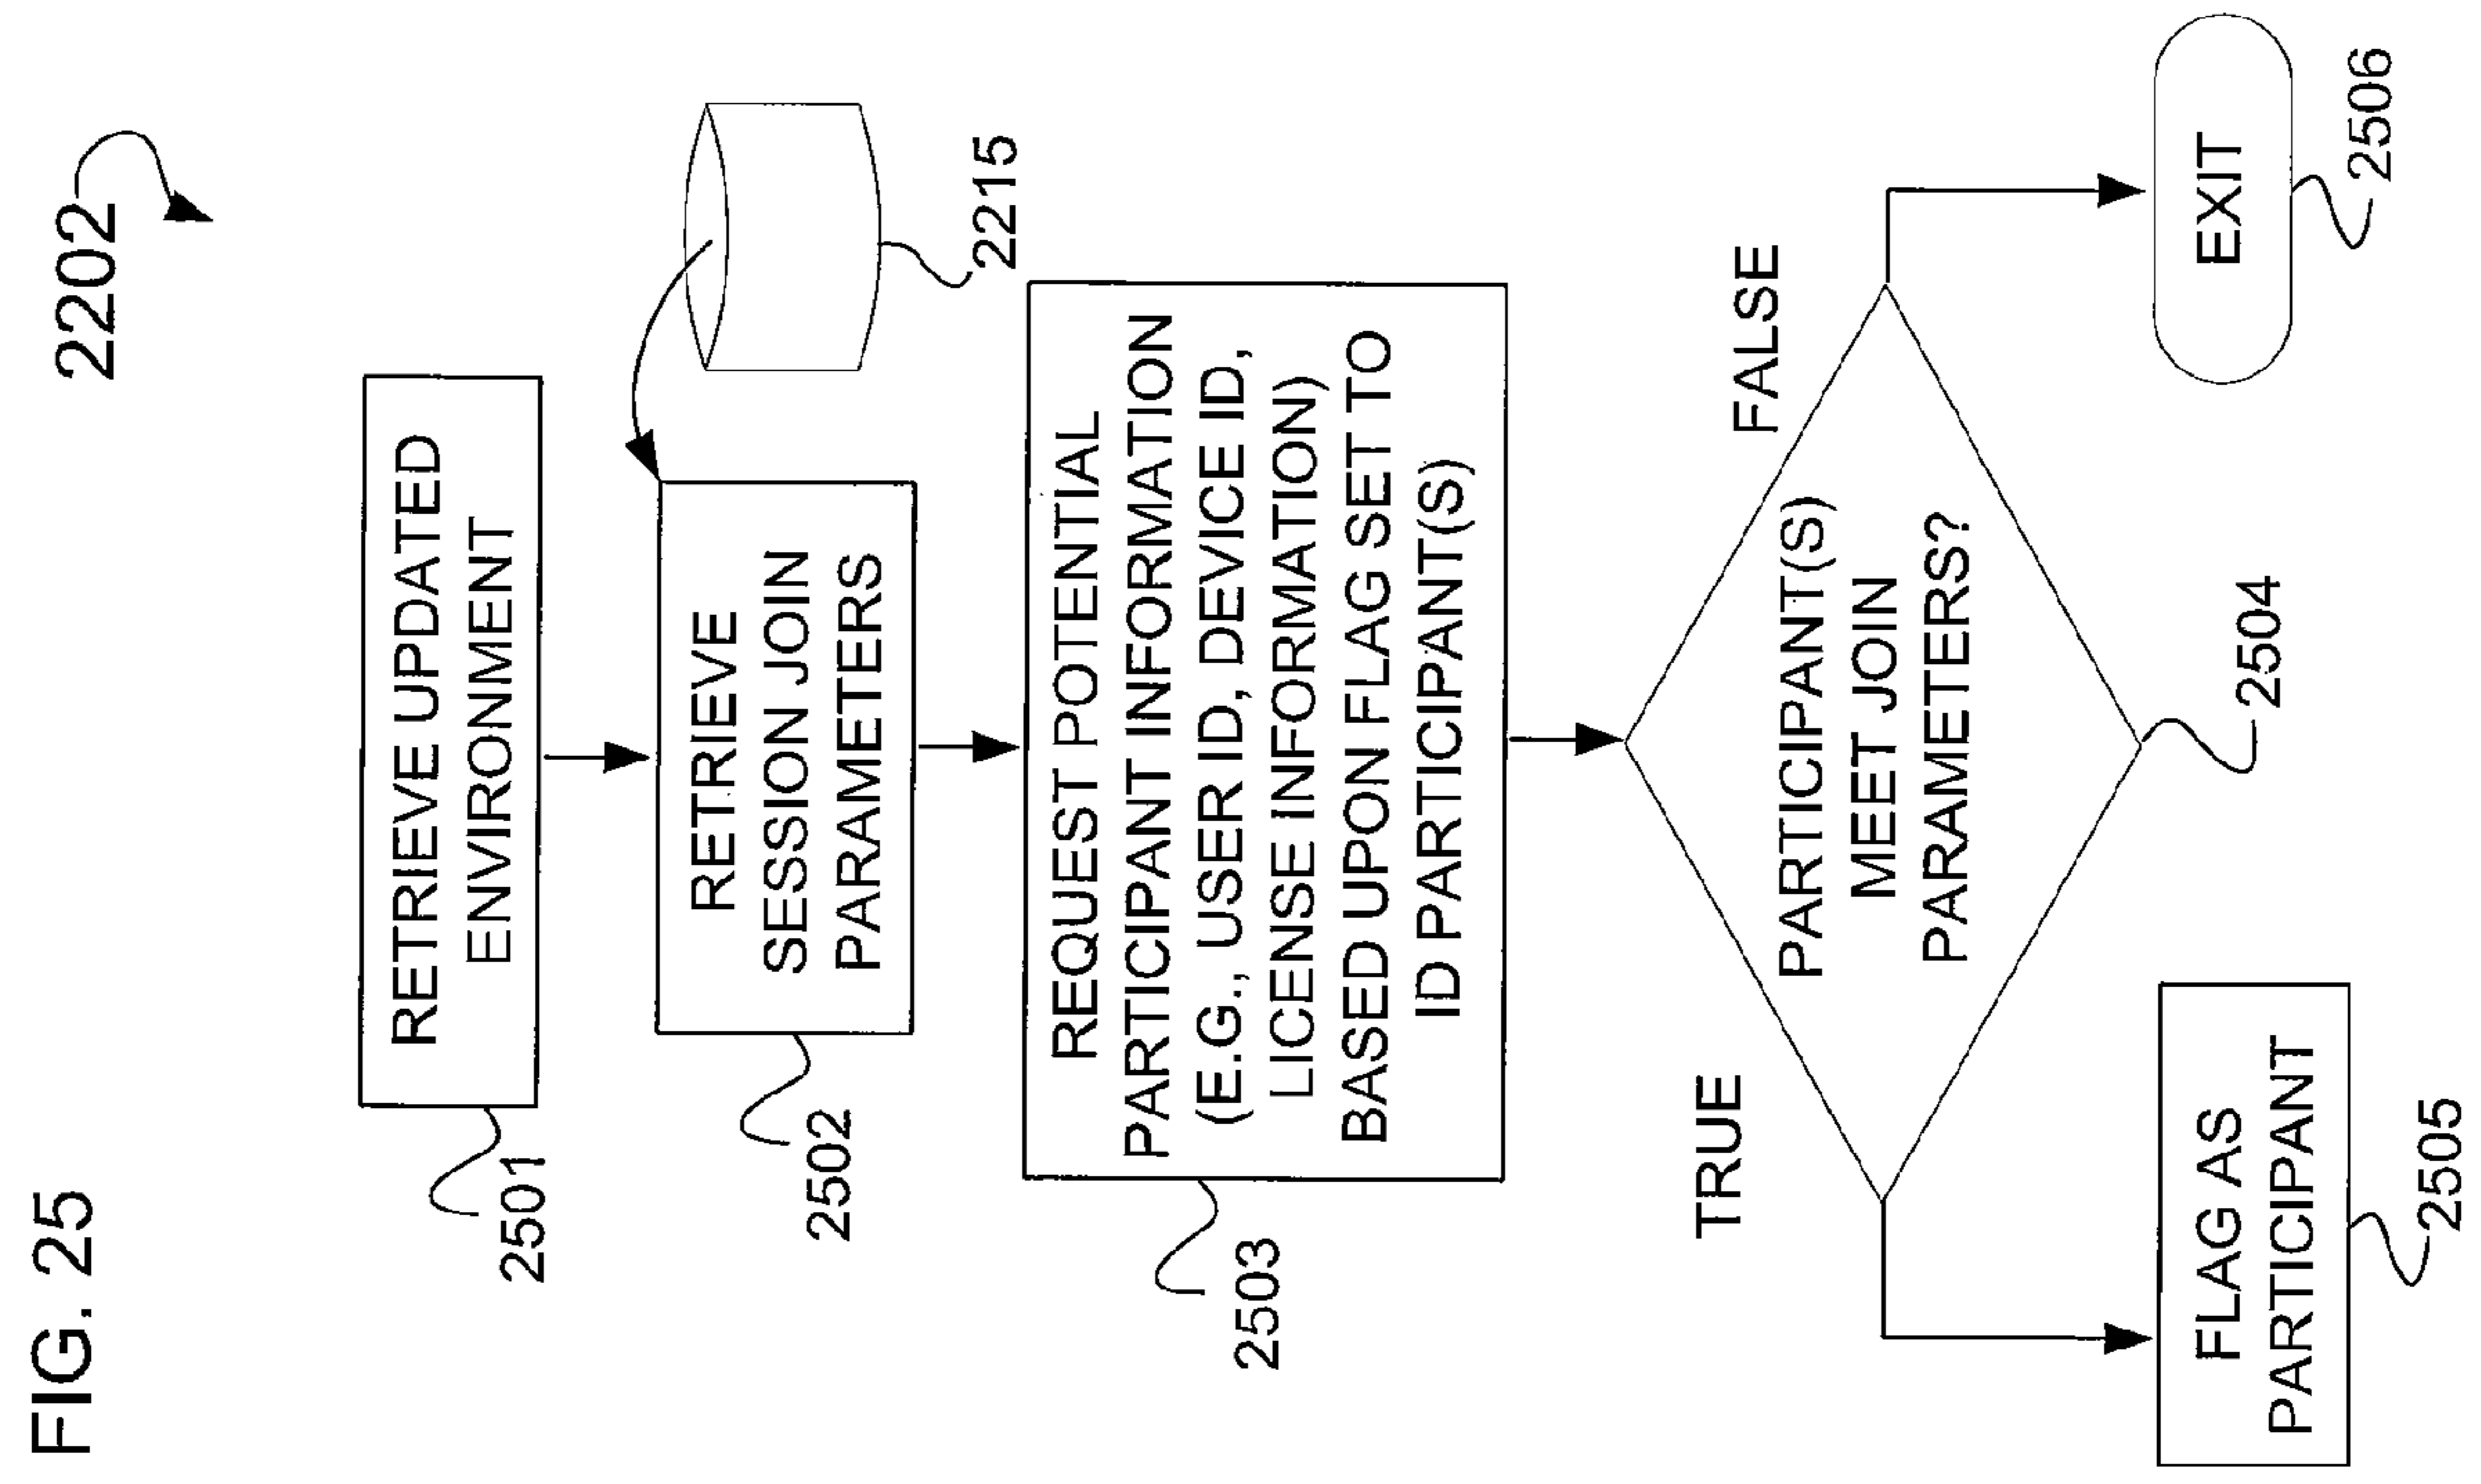 FIG. 25
2202
RETRIEVE UPDATED
ENVIRONMENT
2501
RETRIEVE
SESSION JOIN
PARAMETERS
2502
2215
REQUEST POTENTIAL
PARTICIPANT INFORMATION
(E.G., USER ID, DEVICE ID,
LICENSE INFORMATION)
BASED UPON FLAG SET TO
ID PARTICIPANT(S)
2503
TRUE
FALSE
PARTICIPANT(S)
MEET JOIN
PARAMETERS?
2504
FLAG AS
PARTICIPANT
2505
EXIT
2506